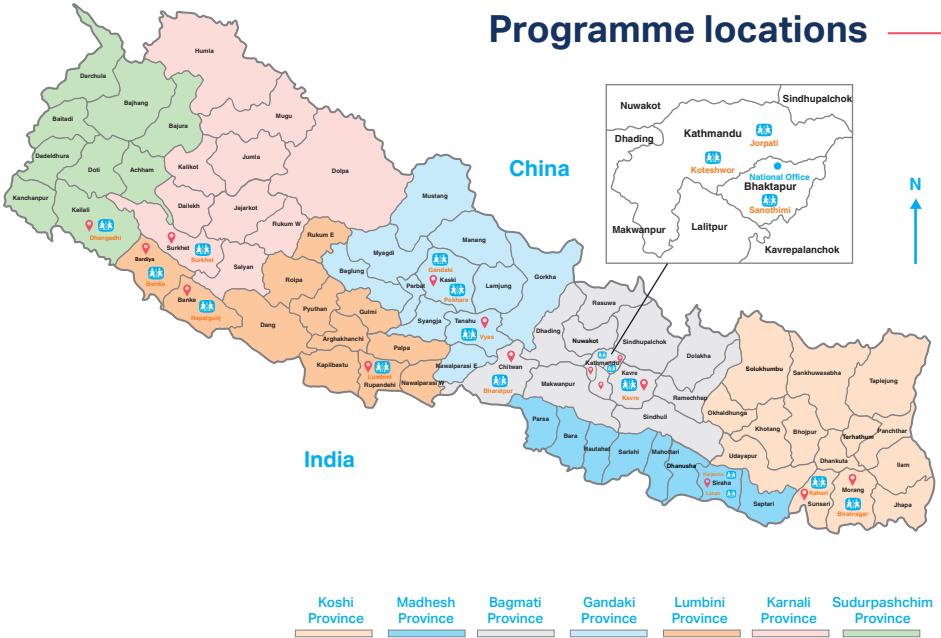 Programme locations
Humla
Darchula
Bajhang
Mugu
Baitadi
Bajura
Dadeldhura
Doti
Achham
Kalikot
Jumla
Dolpa
Kanchanpur
Kailali
Dhangadhi
Dailekh
Jajarkot
Rukum W
Rukum E
Surkhet
Surkhet
Salyan
Bardiya
Bardia
Banke
Nepalgunj
Rolpa
Dang
Pyuthan
Gulmi
Arghakhanchi
Palpa
Kapilbastu
Lumbini
Rupandehi
Nawalparasi W
Nawalparasi E
Mustang
Manang
Myagdi
Gandaki
Kaski
Pokhara
Baglung
Parbat
Lamjung
Gorkha
Syangja
Tanahu
Vyas
China
India
Nuwakot
Sindhupalchok
Dhading
Kathmandu
Jorpati
Koteshwor
National Office
Bhaktapur
Sanothimi
Makwanpur
Lalitpur
Kavrepalanchok
N
Rasuwa
Dhading
Nuwakot
Sindhupalchok
Dolakha
Kathmandu
Kavre
Kavre
Chitwan
Bharatpur
Makwanpur
Ramechhap
Sindhuli
Parsa
Bara
Rautahat
Sarlahi
Mahottari
Dhanusha
Siraha
Lahan
Saptari
Solukhumbu
Sankhuwasabha
Taplejung
Okhaldhunga
Khotang
Bhojpur
Terhathum
Panchthar
Udayapur
Dhankuta
Ilam
Itahari
Sunsari
Morang
Biratnagar
Jhapa
Koshi
Province
Madhesh
Province
Bagmati
Province
Gandaki
Province
Lumbini
Province
Karnali
Province
Sudurpashchim
Province